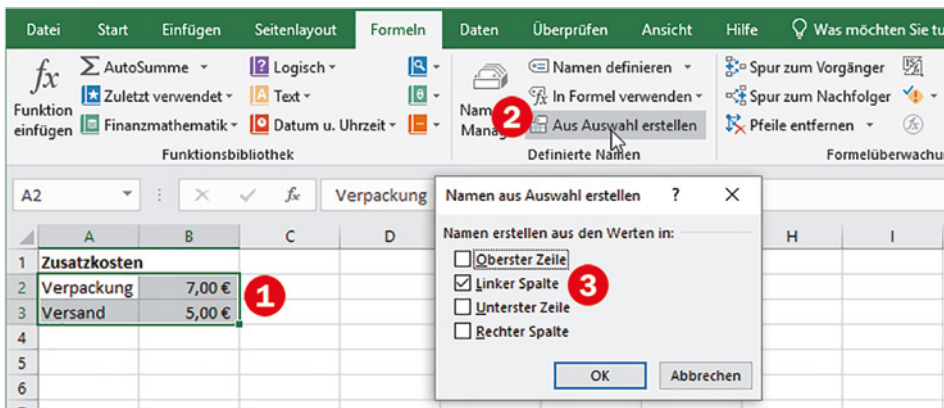 Datei Start Einfügen Seitenlayout Formeln Daten Überprüfen Ansicht Hilfe Was möchten Sie
fx AutoSumme Logisch Namen definieren Spur zum Vorgänger
Funktion einfügen Zuletzt verwendet Text In Formel verwenden Spur zum Nachfolger
Finanzmathematik Datum u. Uhrzeit 2 Aus Auswahl erstellen Pfeile entfernen fx
Funktionsbibliothek Definierte Namen
A2 fx Verpackung
Namen aus Auswahl erstellen ? X
Namen erstellen aus den Werten in:
Oberster Zeile
Linker Spalte 3
Unterster Zeile
Rechter Spalte
OK Abbrechen
A B C D H I
1 Zusatzkosten
2 Verpackung 7,00 € 1
3 Versand 5,00 €
4
5
6